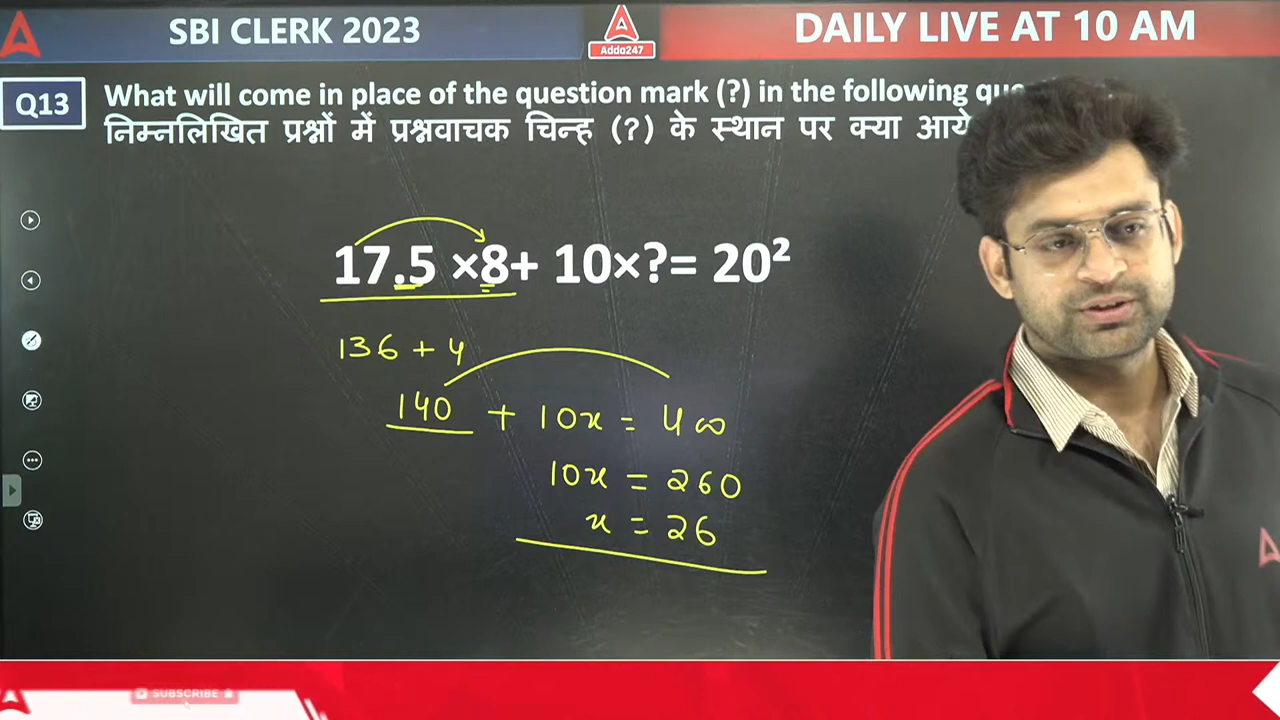 SBI CLERK 2023
Adda247
DAILY LIVE AT 10 AM
Q13
What will come in place of the question mark (?) in the following que
निम्नलिखित प्रश्नों में प्रश्नवाचक चिन्ह (?) के स्थान पर क्या आये
17.5 ×8+ 10×?= 20²
136 + 4
140 + 10x = 400
10x = 260
x = 26
SUBSCRIBE